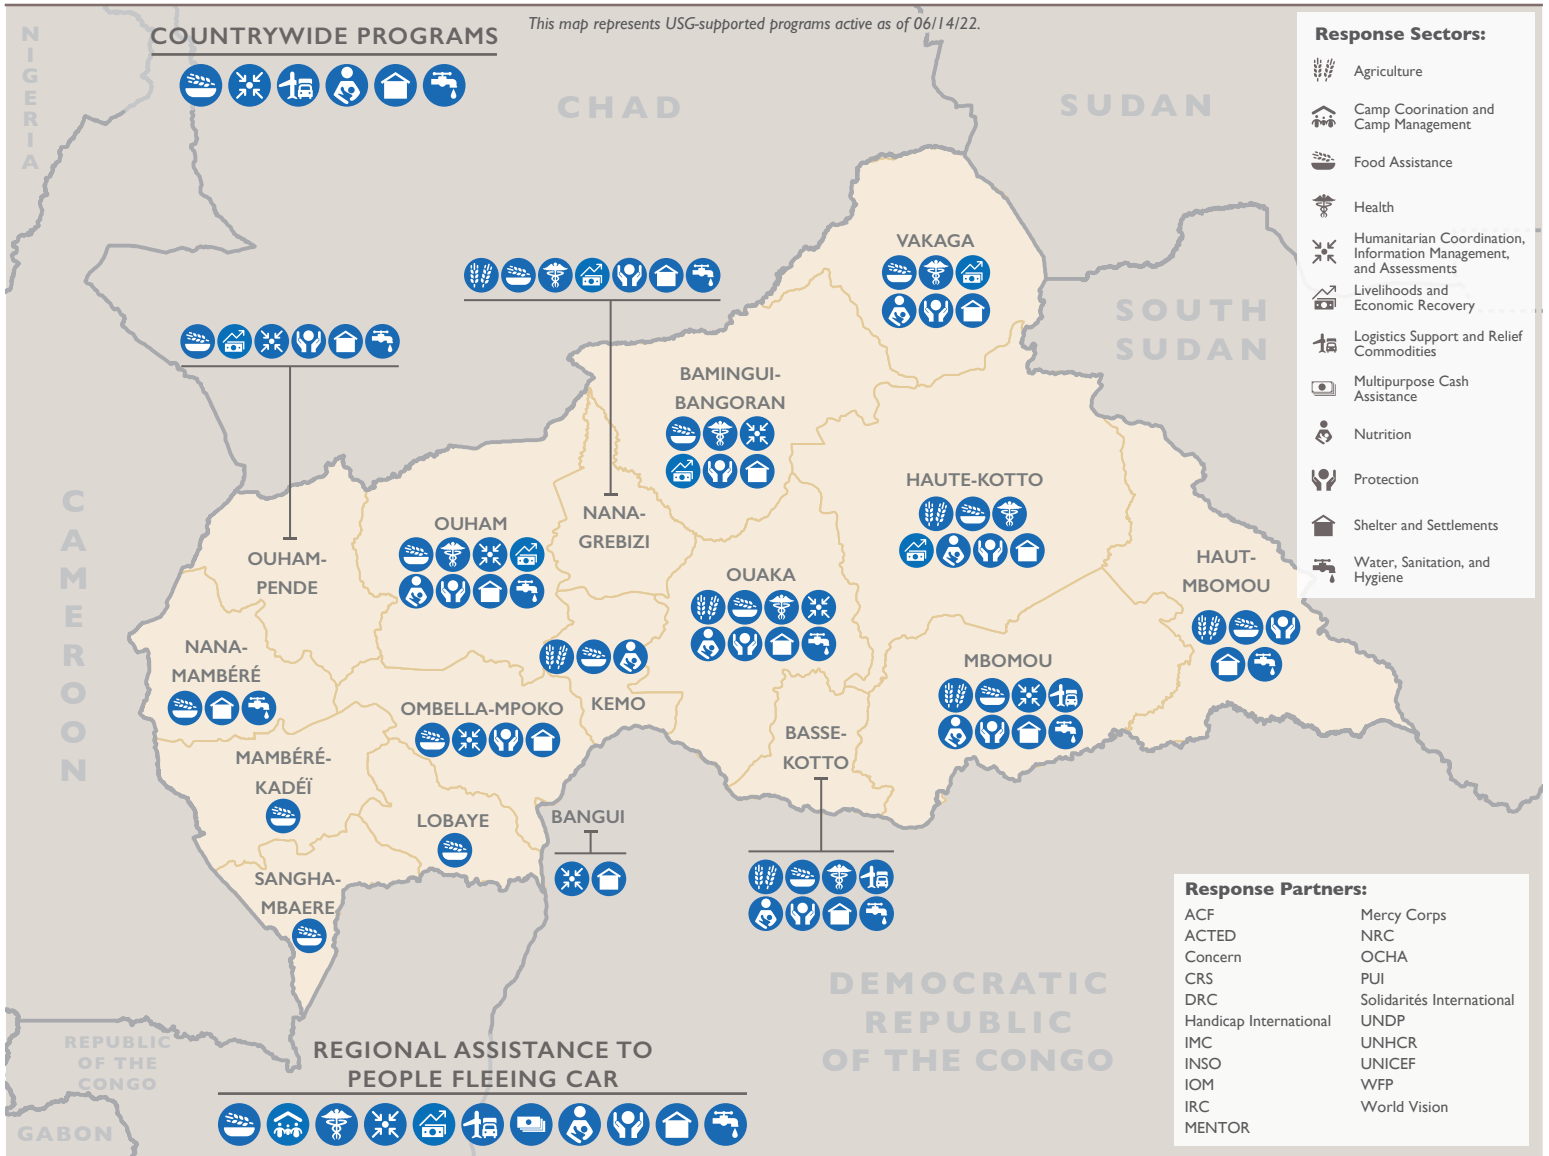 This map represents USG-supported programs active as of 06/14/22.
COUNTRYWIDE PROGRAMS
NIGERIA
CHAD
SUDAN
SOUTH
SUDAN
CAMEROON
VAKAGA
BAMINGUI-
BANGORAN
HAUTE-KOTTO
OUHAM
NANA-
GREBIZI
OUHAM-
PENDE
OUAKA
HAUT-
MBOMOU
NANA-
MAMBÉRÉ
MBOMOU
OMBELLA-MPOKO
KEMO
BASSE-
KOTTO
MAMBÉRÉ-
KADÉÏ
LOBAYE
BANGUI
SANGHA-
MBAERE
DEMOCRATIC
REPUBLIC
OF THE CONGO
REPUBLIC
OF THE
CONGO
GABON
REGIONAL ASSISTANCE TO
PEOPLE FLEEING CAR
Response Sectors:
Agriculture
Camp Coorination and
Camp Management
Food Assistance
Health
Humanitarian Coordination,
Information Management,
and Assessments
Livelihoods and
Economic Recovery
Logistics Support and Relief
Commodities
Multipurpose Cash
Assistance
Nutrition
Protection
Shelter and Settlements
Water, Sanitation, and
Hygiene
Response Partners:
ACF
ACTED
Concern
CRS
DRC
Handicap International
IMC
INSO
IOM
IRC
MENTOR
Mercy Corps
NRC
OCHA
PUI
Solidarités International
UNDP
UNHCR
UNICEF
WFP
World Vision